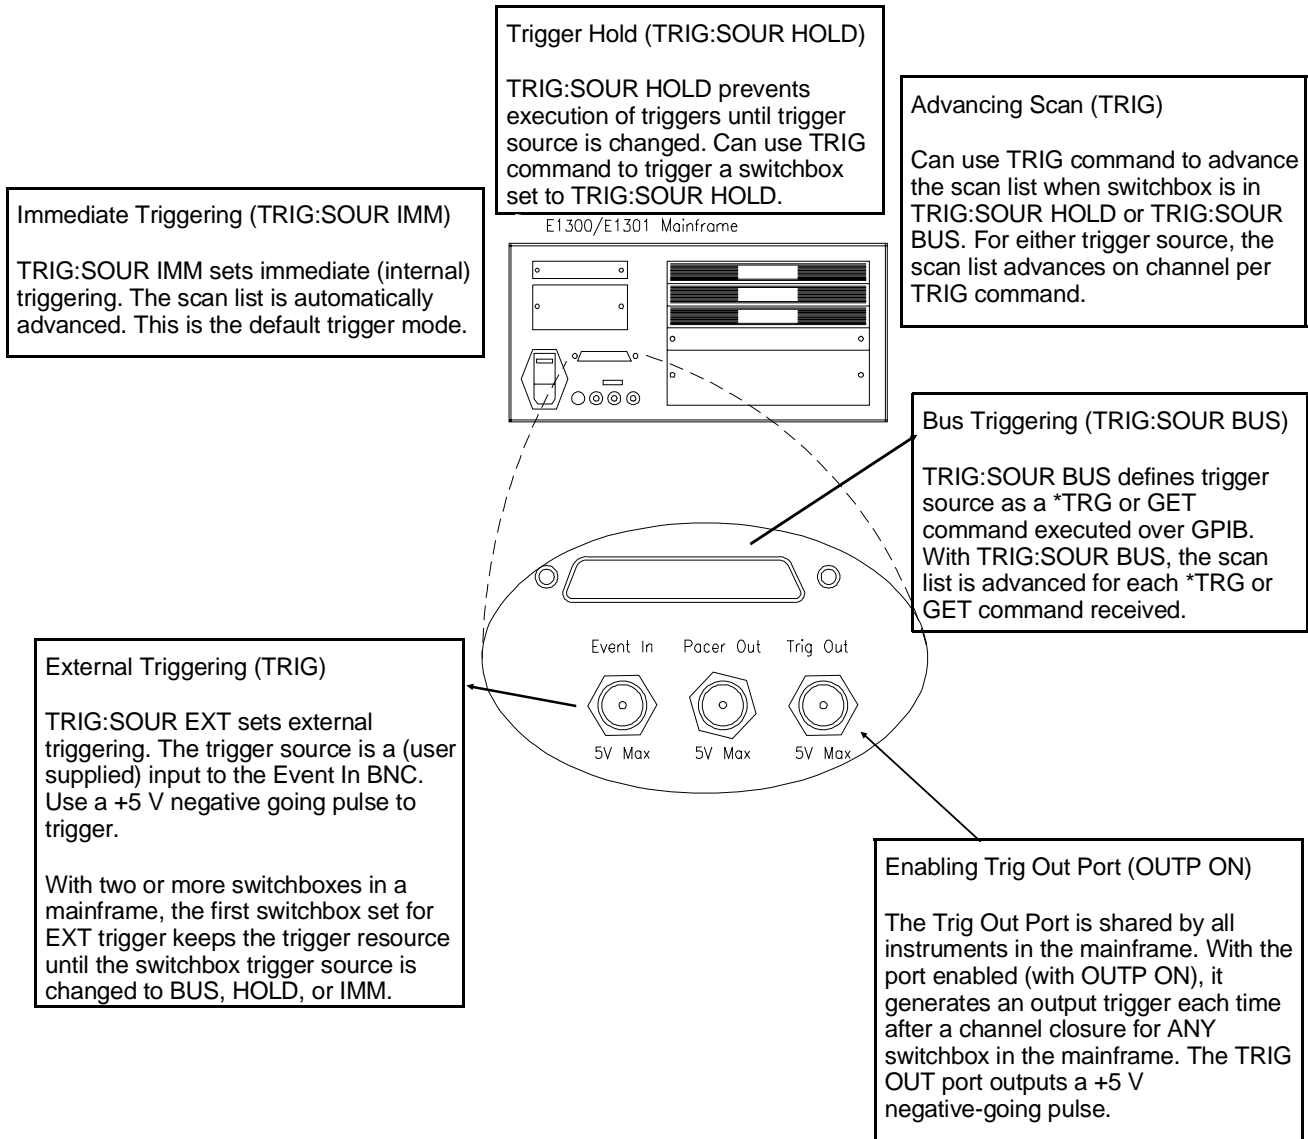 Trigger Hold (TRIG:SOUR HOLD)
TRIG:SOUR HOLD prevents
execution of triggers until trigger
source is changed. Can use TRIG
command to trigger a switchbox
set to TRIG:SOUR HOLD.
Advancing Scan (TRIG)
Can use TRIG command to advance
the scan list when switchbox is in
TRIG:SOUR HOLD or TRIG:SOUR
BUS. For either trigger source, the
scan list advances on channel per
TRIG command.
Immediate Triggering (TRIG:SOUR IMM)
TRIG:SOUR IMM sets immediate (internal)
triggering. The scan list is automatically
advanced. This is the default trigger mode.
E1300/E1301 Mainframe
Bus Triggering (TRIG:SOUR BUS)
TRIG:SOUR BUS defines trigger
source as a *TRG or GET
command executed over GPIB.
With TRIG:SOUR BUS, the scan
list is advanced for each *TRG or
GET command received.
Event In Pacer Out Trig Out
5V Max 5V Max 5V Max
External Triggering (TRIG)
TRIG:SOUR EXT sets external
triggering. The trigger source is a (user
supplied) input to the Event In BNC.
Use a +5 V negative going pulse to
trigger.
With two or more switchboxes in a
mainframe, the first switchbox set for
EXT trigger keeps the trigger resource
until the switchbox trigger source is
changed to BUS, HOLD, or IMM.
Enabling Trig Out Port (OUTP ON)
The Trig Out Port is shared by all
instruments in the mainframe. With the
port enabled (with OUTP ON), it
generates an output trigger each time
after a channel closure for ANY
switchbox in the mainframe. The TRIG
OUT port outputs a +5 V
negative-going pulse.